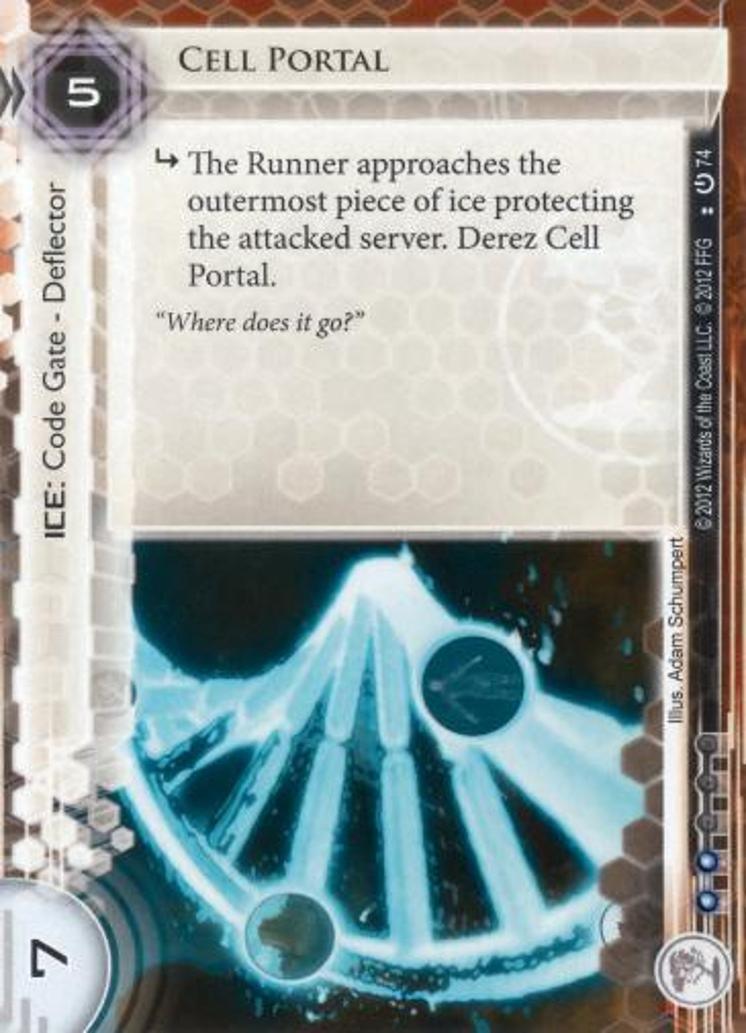 5
CELL PORTAL
↳ The Runner approaches the
outermost piece of ice protecting
the attacked server. Derez Cell
Portal.
“Where does it go?”
ICE: Code Gate - Deflector
74
© 2012 Wizards of the Coast LLC. © 2012 FFG
Illus. Adam Schumpert
7